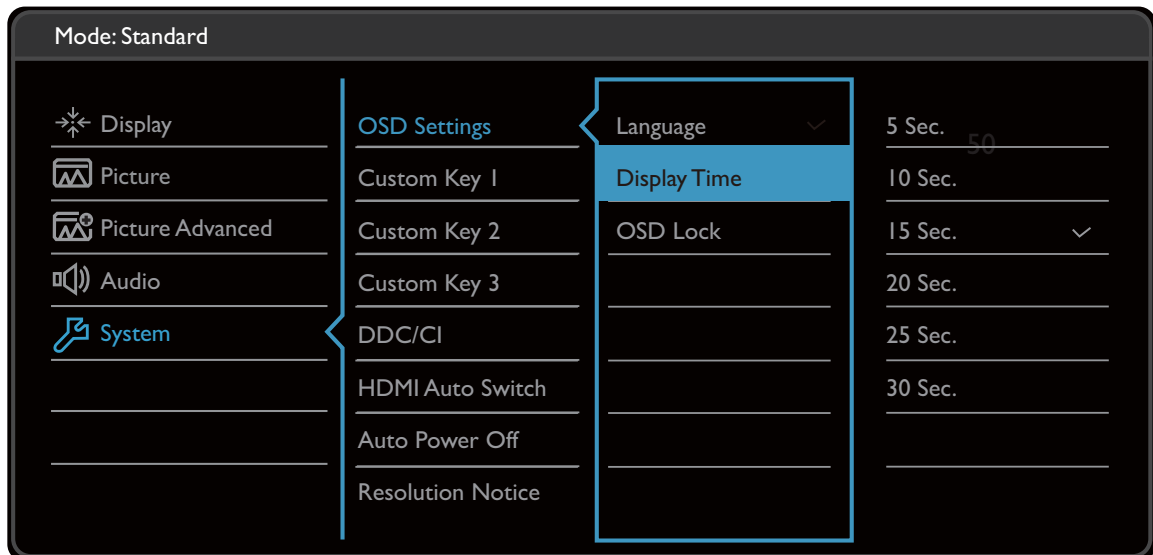 Mode: Standard
Display
Picture
Picture Advanced
Audio
System
OSD Settings
Custom Key 1
Custom Key 2
Custom Key 3
DDC/CI
HDMI Auto Switch
Auto Power Off
Resolution Notice
Language
Display Time
OSD Lock
5 Sec.
50
10 Sec.
15 Sec.
20 Sec.
25 Sec.
30 Sec.